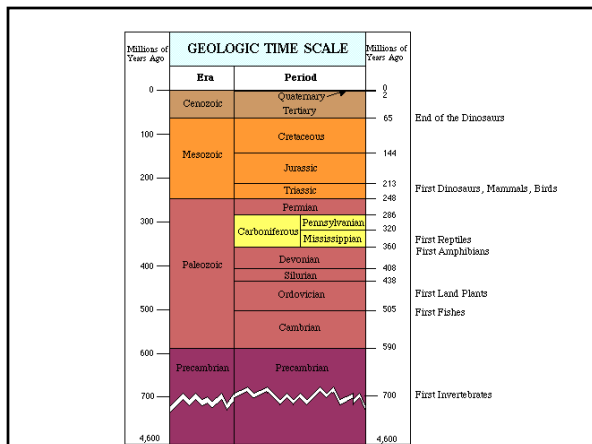 Millions of
Years Ago
GEOLOGIC TIME SCALE
Millions of
Years Ago
Era
Period
0
0
Quaternary
2
Cenozoic
Tertiary
65
End of the Dinosaurs
100
Cretaceous
144
Mesozoic
Jurassic
200
213
Triassic
First Dinosaurs, Mammals, Birds
248
Permian
286
300
Carboniferous
Pennsylvanian
320
Mississippian
First Reptiles
360
First Amphibians
Devonian
400
Paleozoic
408
Silurian
438
Ordovician
First Land Plants
500
505
First Fishes
Cambrian
590
600
Precambrian
Precambrian
700
700
First Invertebrates
4,600
4,600